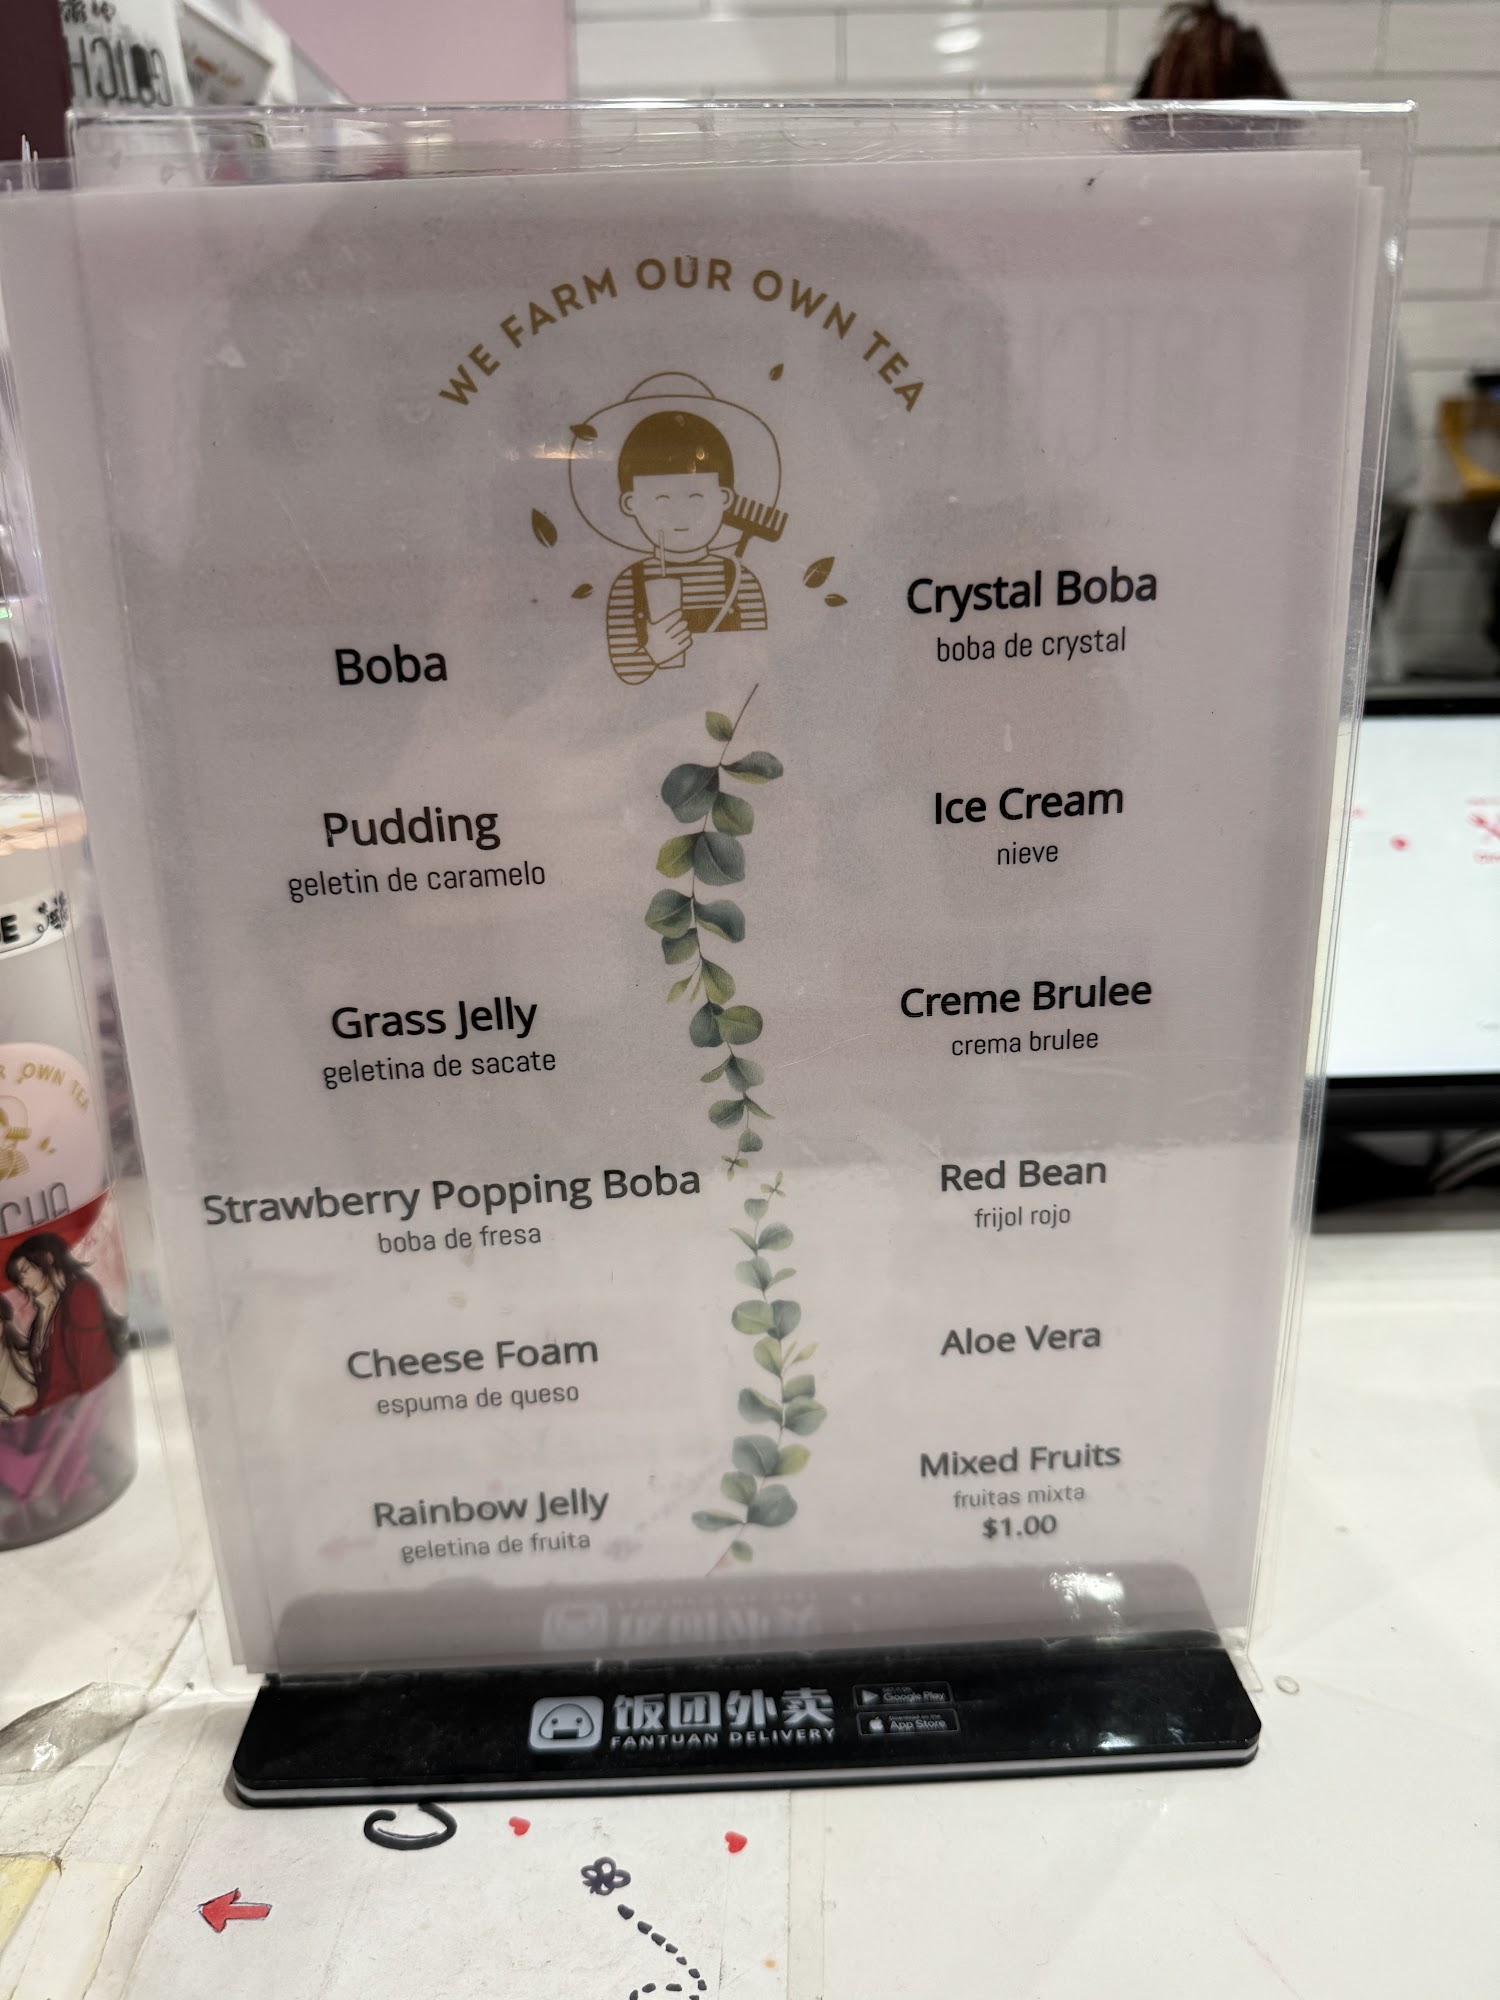 WE FARM OUR OWN TEA
Boba
Pudding
geletin de caramelo
Grass Jelly
geletina de sacate
Strawberry Popping Boba
boba de fresa
Cheese Foam
espuma de queso
Rainbow Jelly
geletina de fruita
Crystal Boba
boba de crystal
Ice Cream
nieve
Creme Brulee
crema brulee
Red Bean
frijol rojo
Aloe Vera
Mixed Fruits
fruitas mixta
$1.00
饭团外卖
FANTUAN DELIVERY
Google Play
App Store
OWN TEA